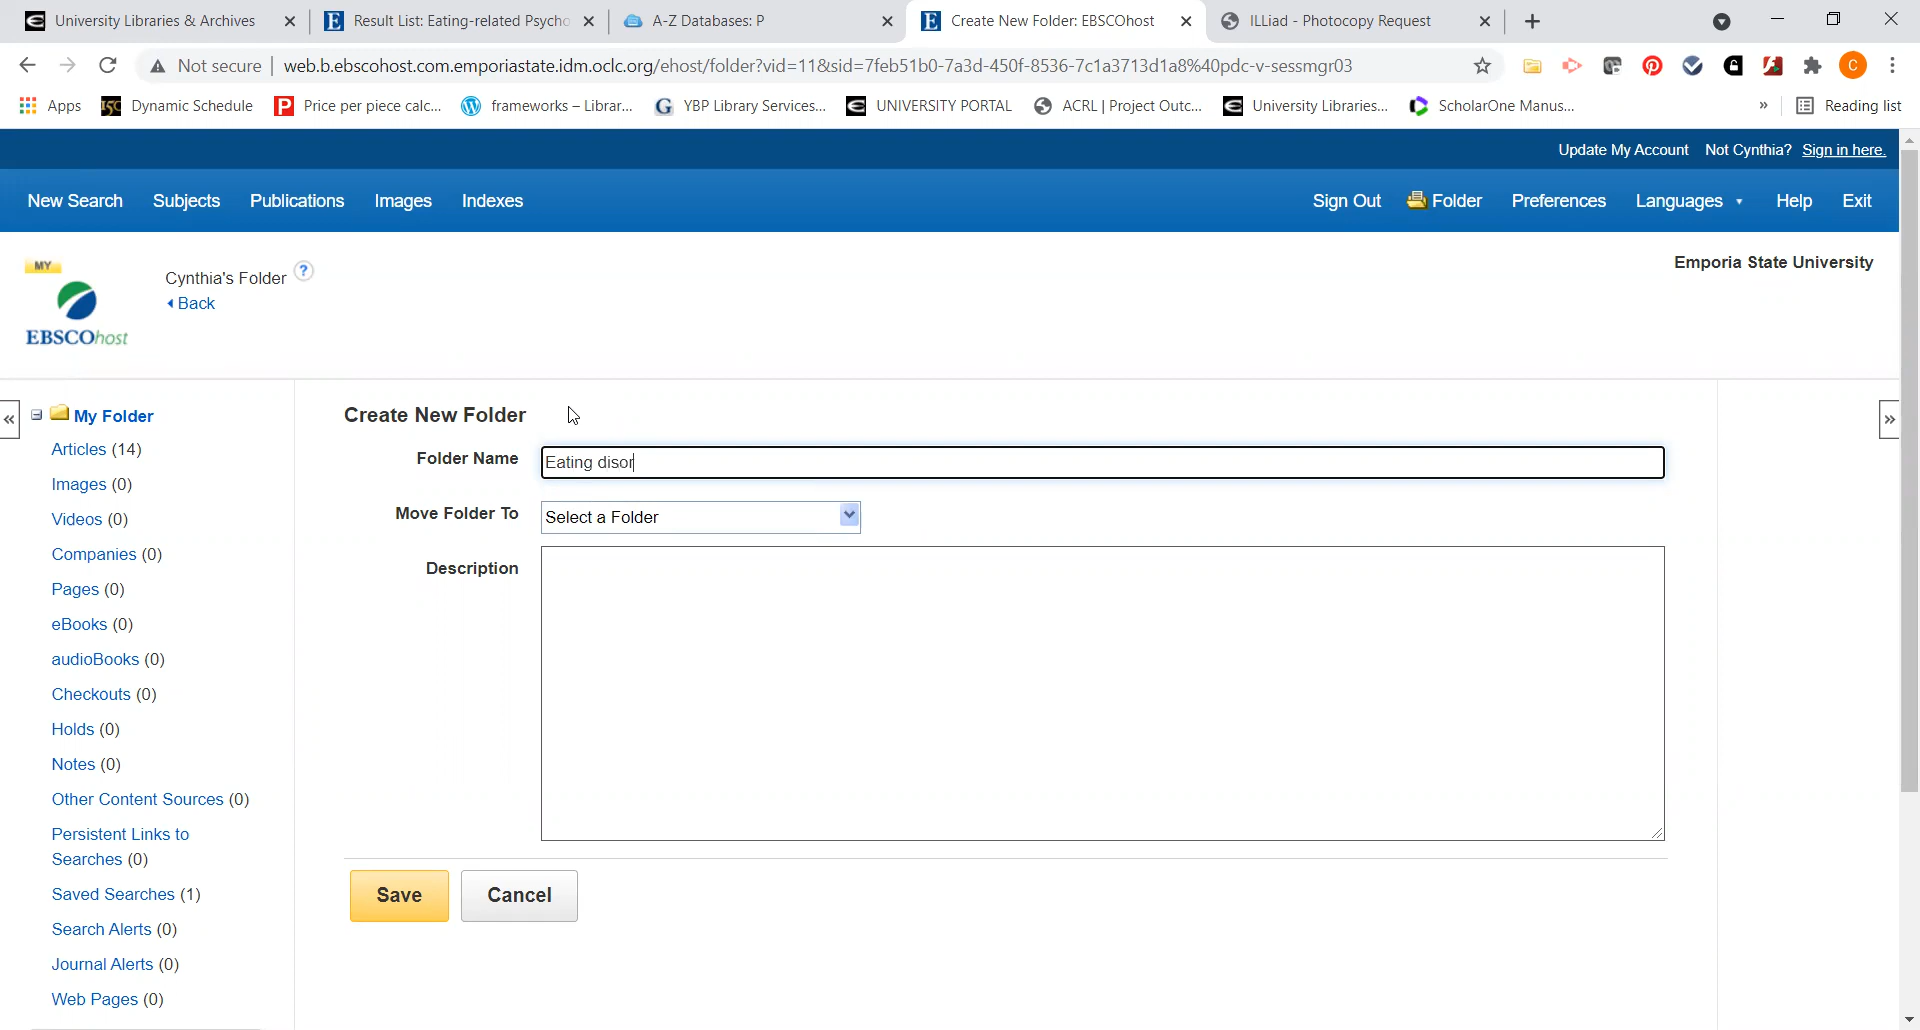 University Libraries & Archives
Result List: Eating-related Psycho
A-Z Databases: P
Create New Folder: EBSCOhost
ILLiad - Photocopy Request
Not secure | web.b.ebscohost.com.emporiastate.idm.oclc.org/ehost/folder?vid=11&sid=7feb51b0-7a3d-450f-8536-7c1a3713d1a8%40pdc-v-sessmgr03
C
Apps
Dynamic Schedule
Price per piece calc...
frameworks – Librar...
YBP Library Services...
UNIVERSITY PORTAL
ACRL | Project Outc...
University Libraries...
ScholarOne Manus...
»
Reading list
Update My Account Not Cynthia? Sign in here.
New Search Subjects Publications Images Indexes
Sign Out Folder Preferences Languages Help Exit
MY
EBSCOhost
Cynthia's Folder ?
Back
Emporia State University
«
»
My Folder
Articles (14)
Images (0)
Videos (0)
Companies (0)
Pages (0)
eBooks (0)
audioBooks (0)
Checkouts (0)
Holds (0)
Notes (0)
Other Content Sources (0)
Persistent Links to
Searches (0)
Saved Searches (1)
Search Alerts (0)
Journal Alerts (0)
Web Pages (0)
Create New Folder
Folder Name Eating disor
Move Folder To Select a Folder
Description
Save Cancel